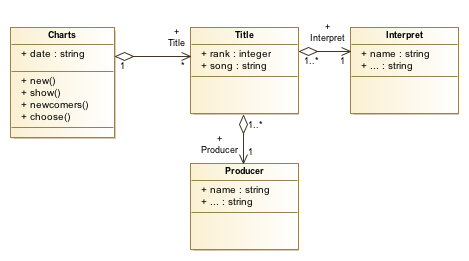 Charts
+ date : string
+ new()
+ show()
+ newcomers()
+ choose()
1
+
Title
*
Title
+ rank : integer
+ song : string
1..*
+
Interpret
1
Interpret
+ name : string
+ ... : string
1..*
+
Producer
1
Producer
+ name : string
+ ... : string